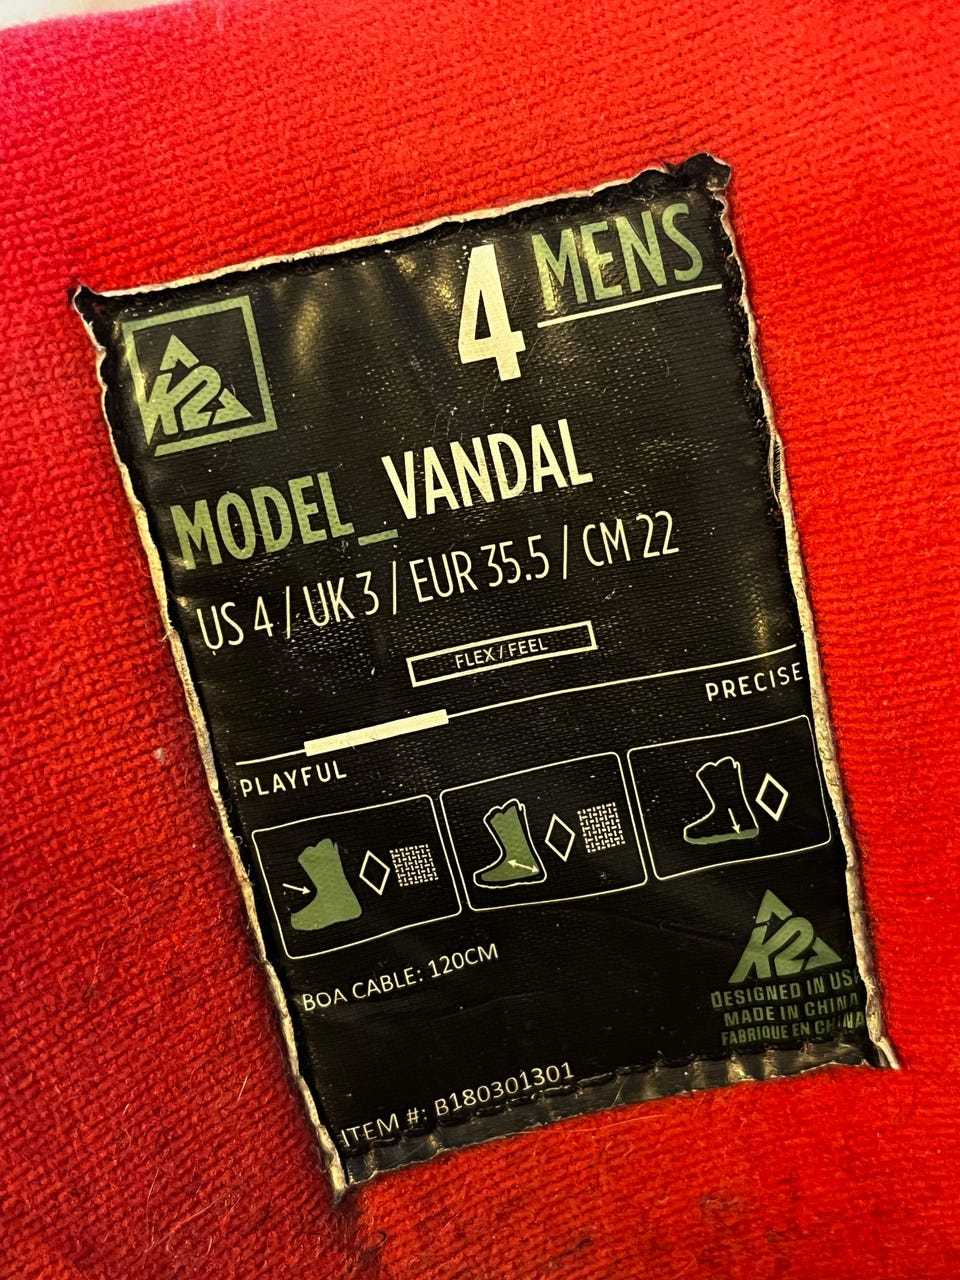 4 MENS
K2
MODEL_VANDAL
US 4 / UK 3 / EUR 35.5 / CM 22
FLEX / FEEL
PRECISE
PLAYFUL
BOA CABLE: 120CM
K2
DESIGNED IN USA
MADE IN CHINA
FABRIQUE EN CHINA
ITEM #: B180301301